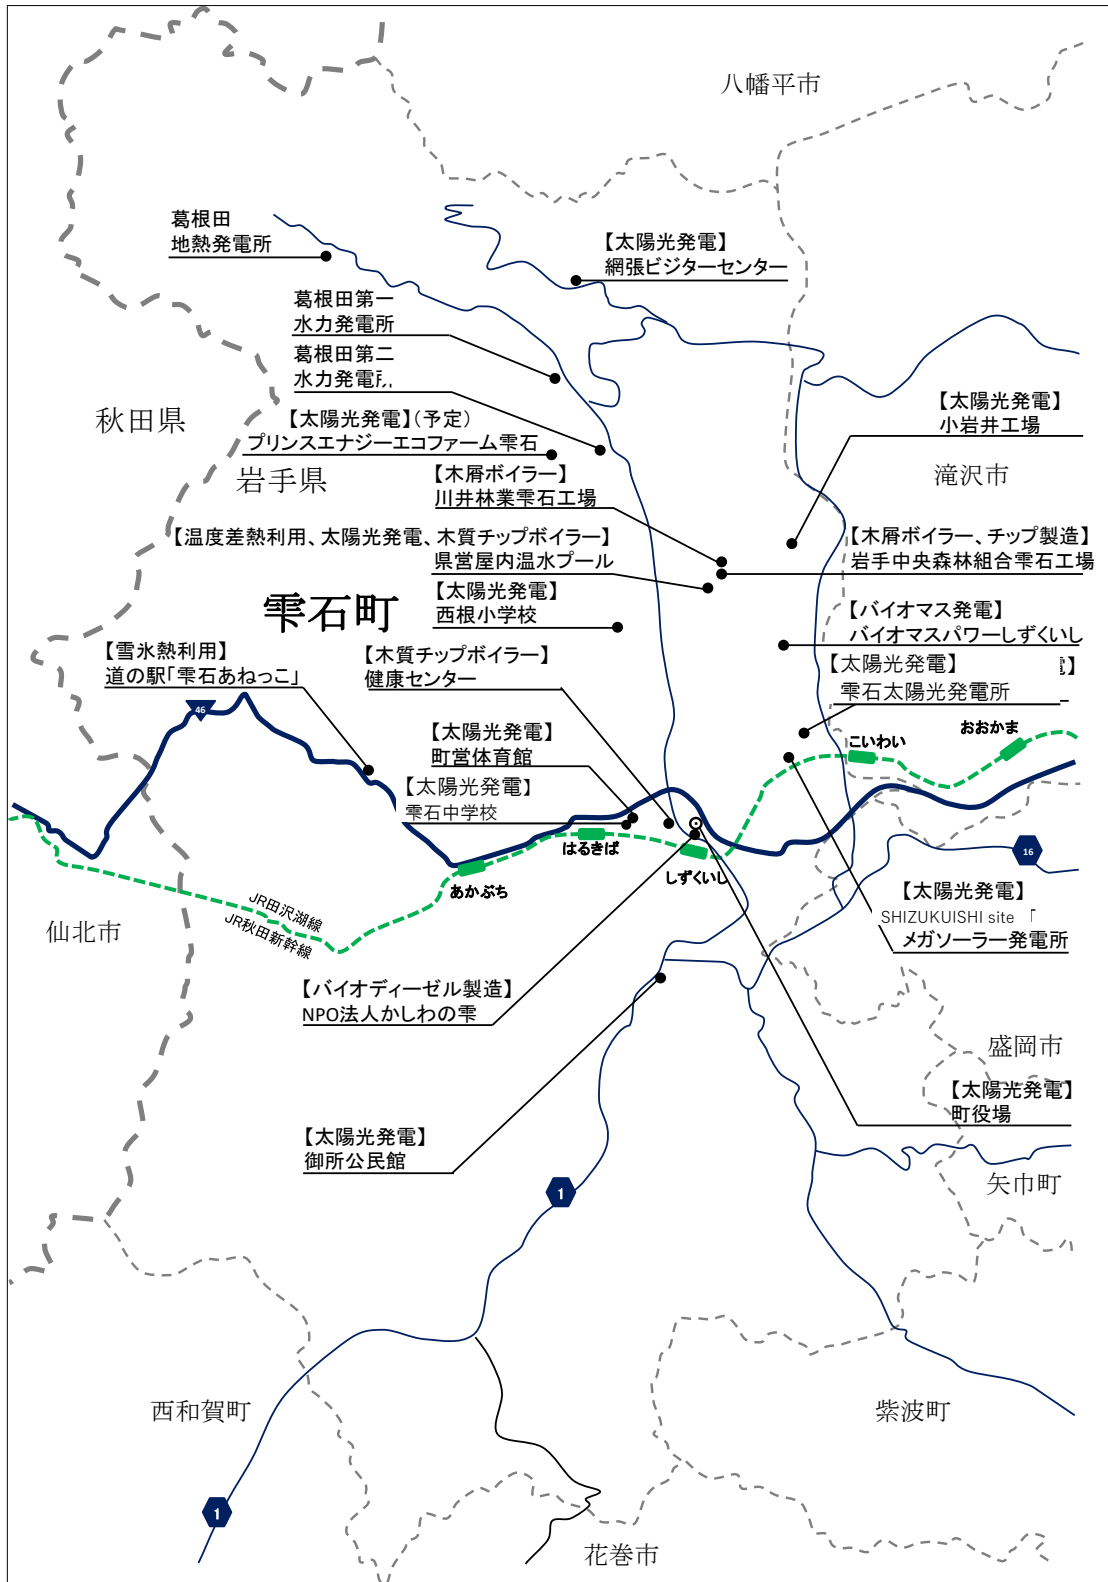 八幡平市
葛根田
地熱発電所
【太陽光発電】
網張ビジターセンター
葛根田第一
水力発電所
葛根田第二
水力発電
【太陽光発電】(予定)
プリンスエナジーエコファーム雫石
秋田県
岩手県
【太陽光発電】
小岩井工場
滝沢市
【木屑ボイラー】
川井林業雫石工場
【温度差熱利用、太陽光発電、木質チップボイラー】
県営屋内温水プール
【木屑ボイラー、チップ製造】
岩手中央森林組合雫石工場
【太陽光発電】
西根小学校
雫石町
【バイオマス発電】
バイオマスパワーしずくいし
【雪氷熱利用】
道の駅「雫石あねっこ」
【木質チップボイラー】
健康センター
【太陽光発電】
雫石太陽光発電所
46
【太陽光発電】
町営体育館
【太陽光発電】
雫石中学校
こいわい
おおかま
はるきば
しずくいし
あかぶち
16
JR田沢湖線
JR秋田新幹線
仙北市
【太陽光発電】
SHIZUKUISHI site 「
メガソーラー発電所
【バイオディーゼル製造】
NPO法人かしわの雫
盛岡市
【太陽光発電】
町役場
【太陽光発電】
御所公民館
矢巾町
1
西和賀町
紫波町
1
花巻市